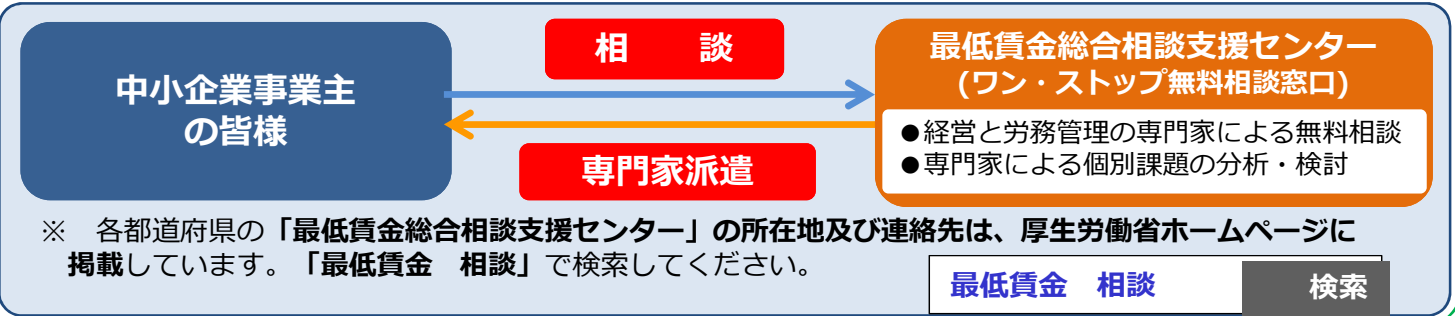 中小企業事業主
の皆様
相　　談
専門家派遣
最低賃金総合相談支援センター
(ワン・ストップ無料相談窓口)
●経営と労務管理の専門家による無料相談
●専門家による個別課題の分析・検討
※　各都道府県の「最低賃金総合相談支援センター」の所在地及び連絡先は、厚生労働省ホームページに
掲載しています。「最低賃金　相談」で検索してください。
最低賃金　相談　　　検索